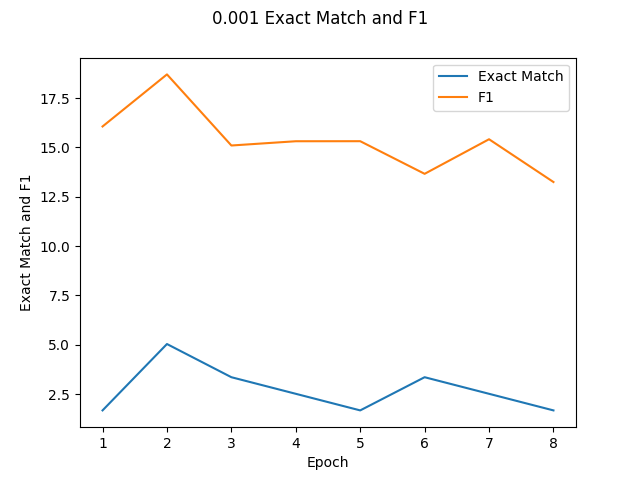 0.001 Exact Match and F1
Exact Match
F1
Exact Match and F1
17.5
15.0
12.5
10.0
7.5
5.0
2.5
1 2 3 4 5 6 7 8
Epoch